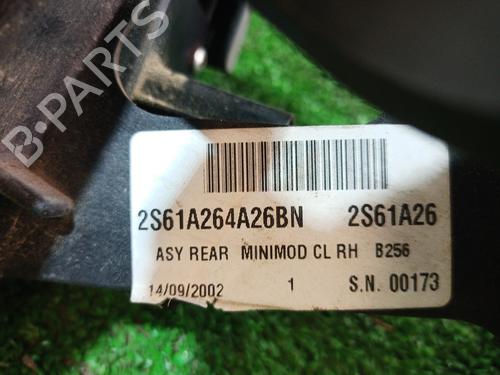 B-PARTS
2S61A264A26BN 2S61A26
ASY REAR MINIMOD CL RH B256
14/09/2002 1 S.N. 00173